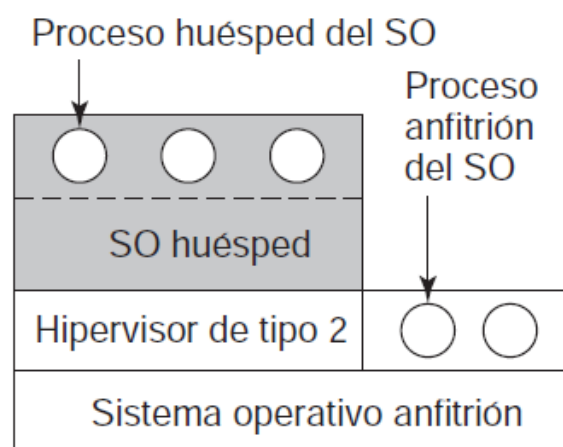 Proceso huésped del SO
Proceso
anfitrión
del SO
SO huésped
Hipervisor de tipo 2
Sistema operativo anfitrión